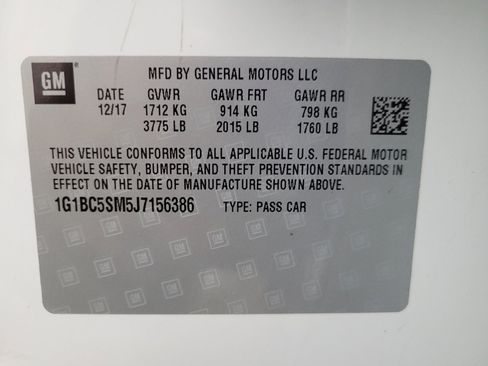 GM ®
MFD BY GENERAL MOTORS LLC
DATE GVWR GAWR FRT GAWR RR
12/17 1712 KG 914 KG 798 KG
3775 LB 2015 LB 1760 LB
THIS VEHICLE CONFORMS TO ALL APPLICABLE U.S. FEDERAL MOTOR
VEHICLE SAFETY, BUMPER, AND THEFT PREVENTION STANDARDS
IN EFFECT ON THE DATE OF MANUFACTURE SHOWN ABOVE.
1G1BC5SM5J7156386 TYPE: PASS CAR